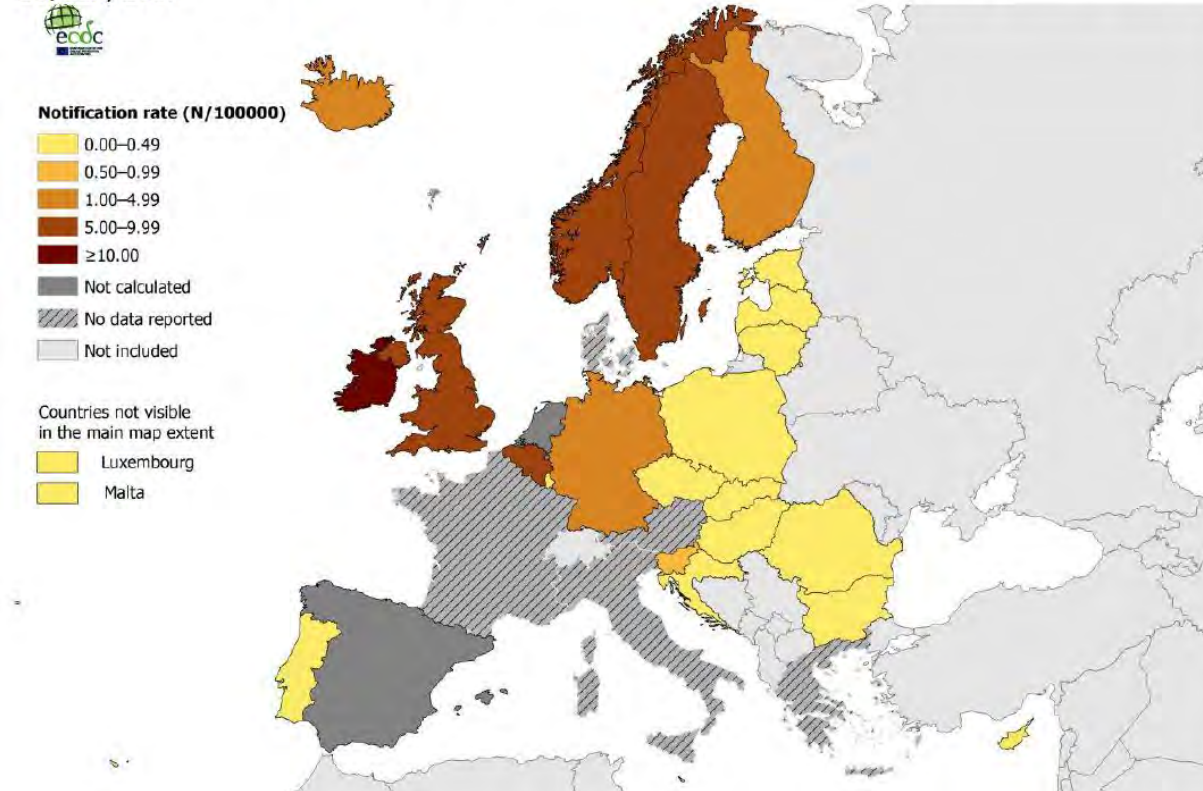 ecdc
Notification rate (N/100000)
0.00–0.49
0.50–0.99
1.00–4.99
5.00–9.99
≥10.00
Not calculated
No data reported
Not included
Countries not visible
in the main map extent
Luxembourg
Malta